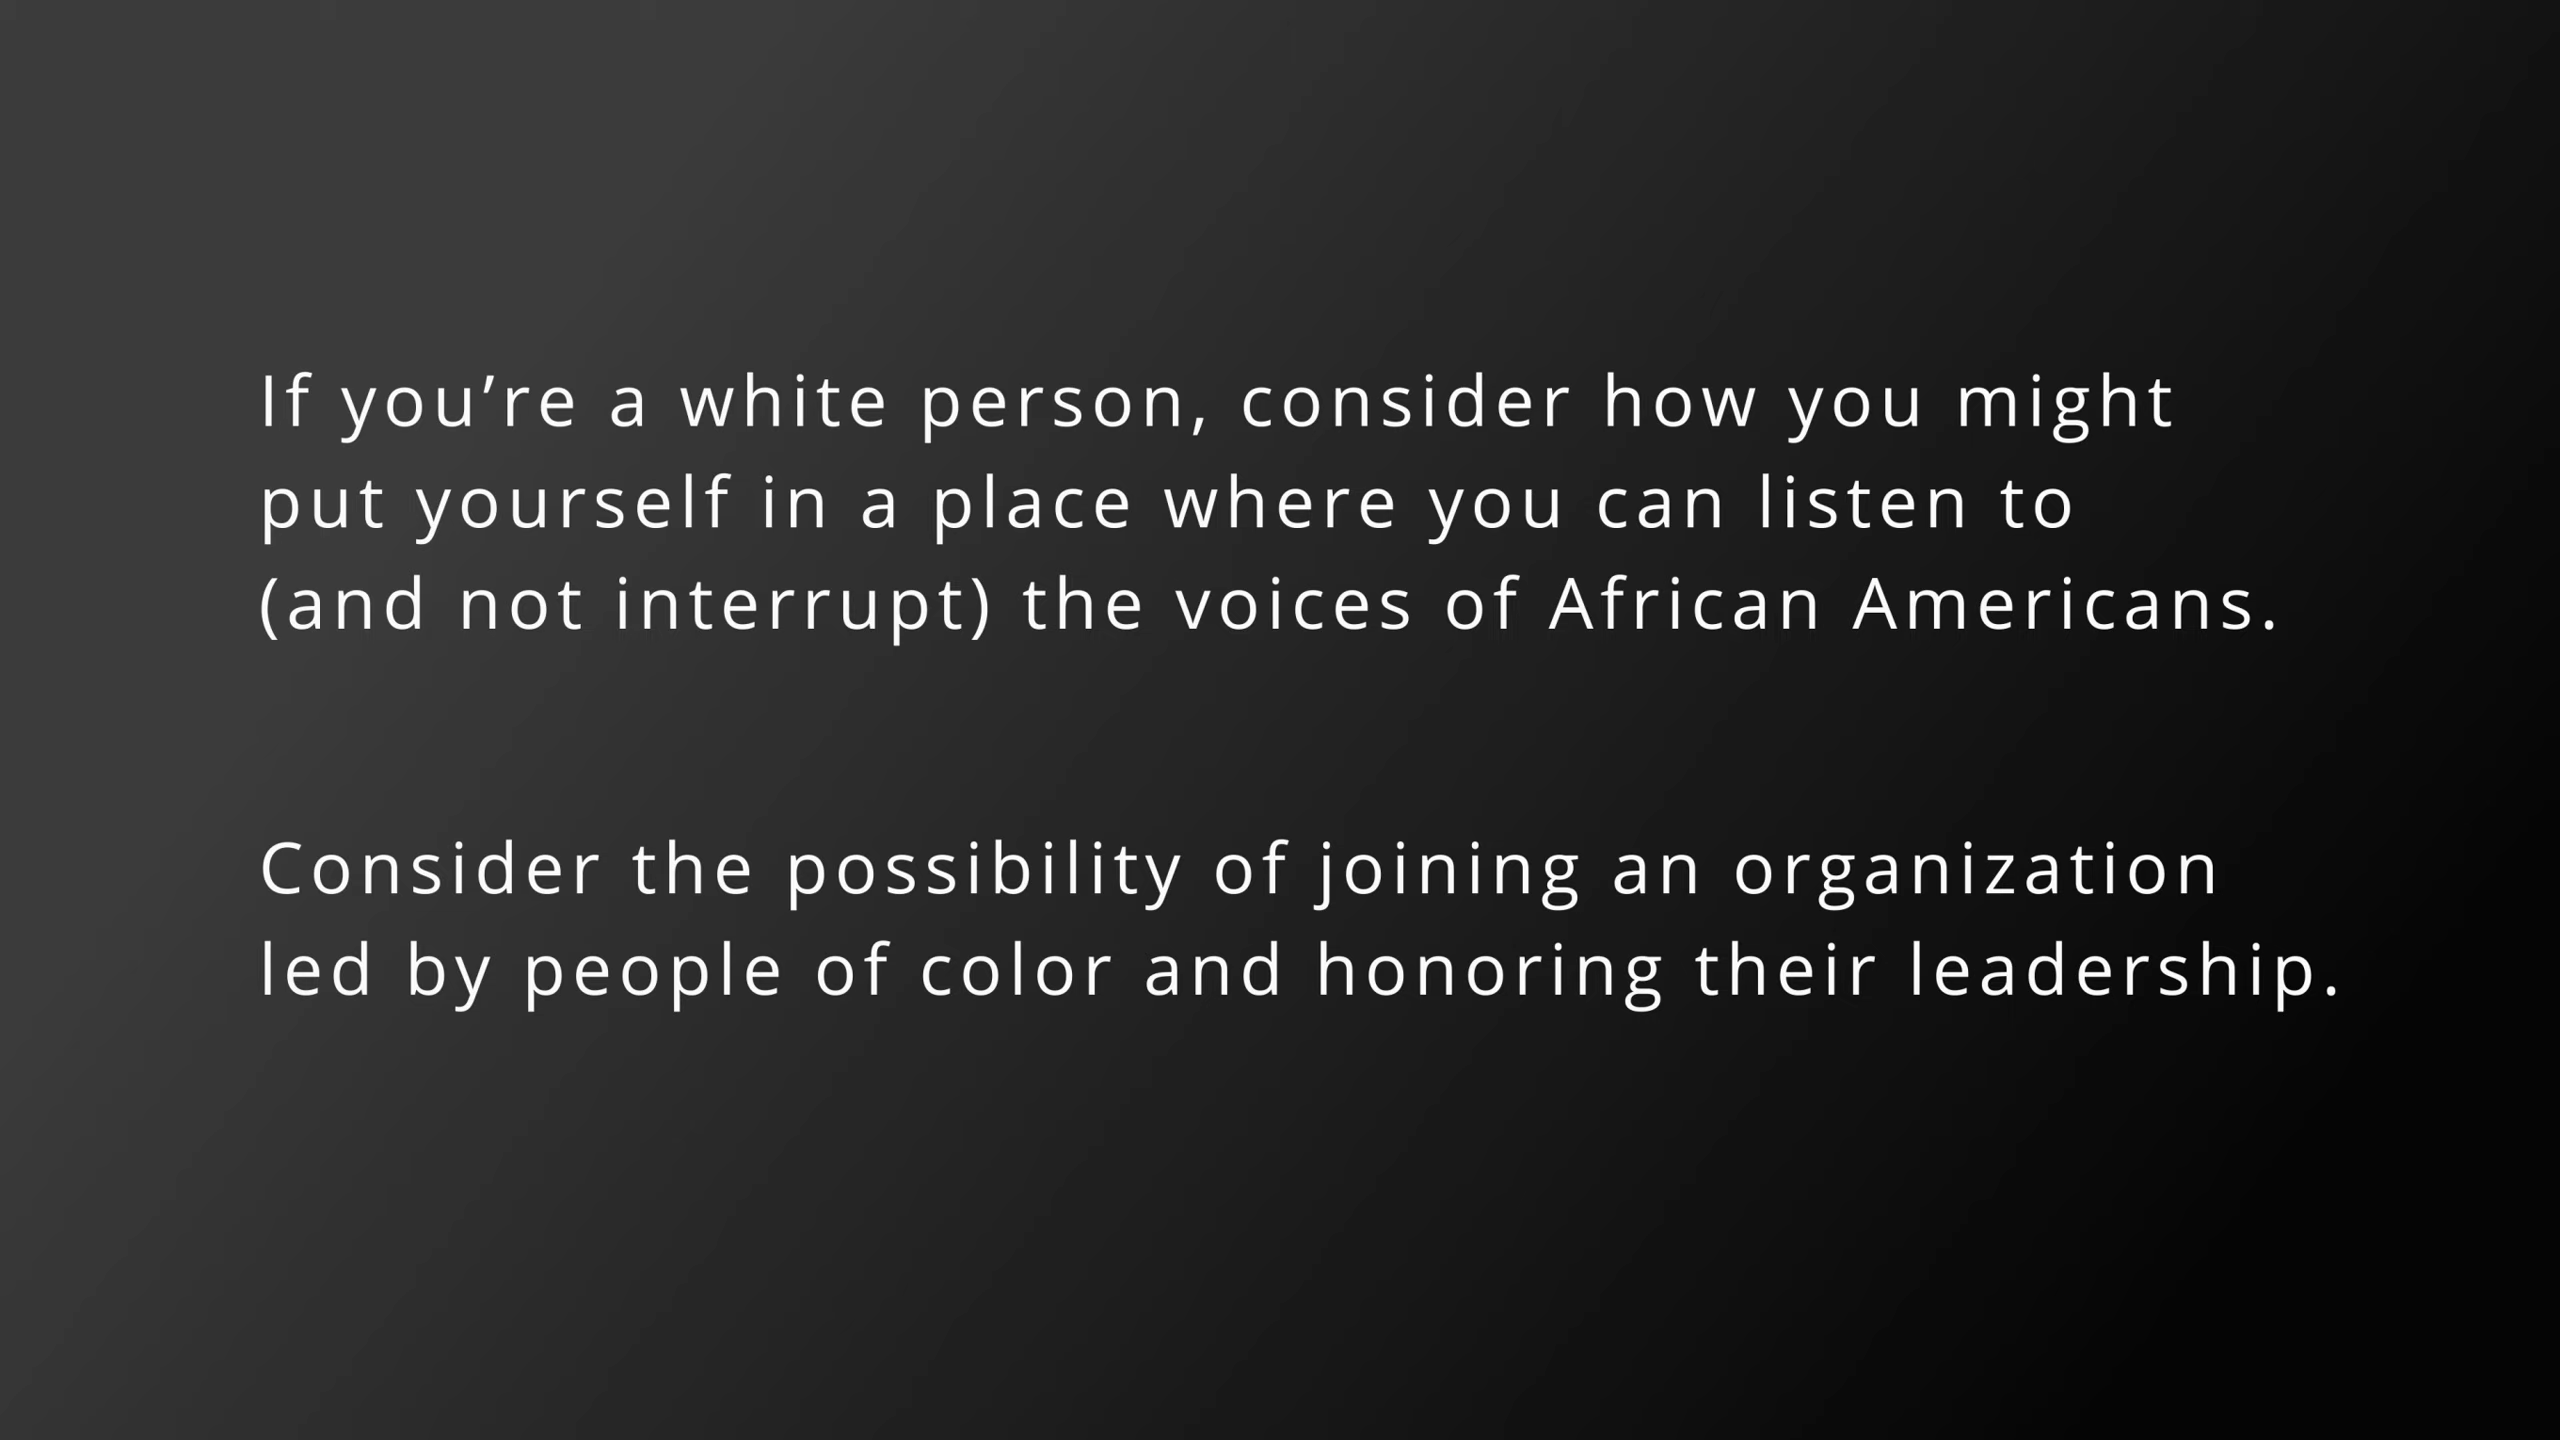 If you’re a white person, consider how you might
put yourself in a place where you can listen to
(and not interrupt) the voices of African Americans.
Consider the possibility of joining an organization
led by people of color and honoring their leadership.